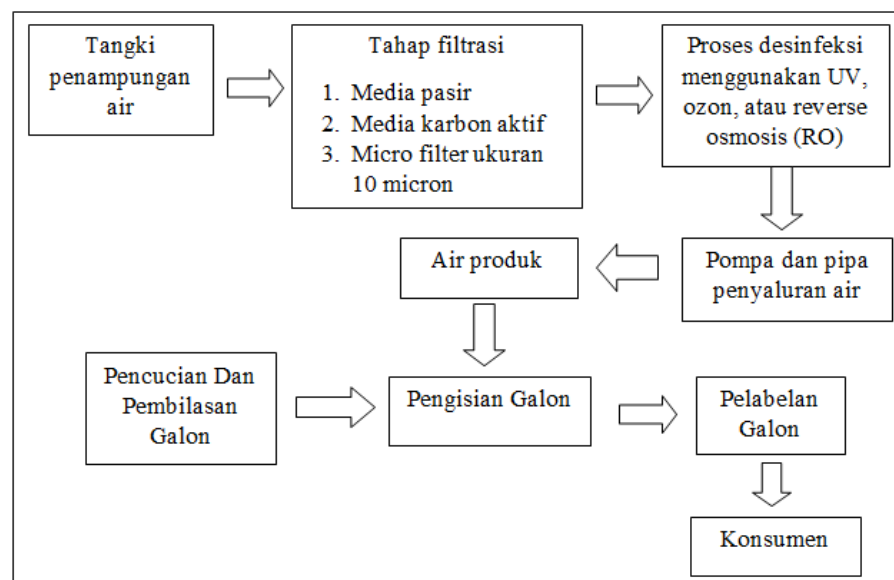 Tangki
penampungan
air
Tahap filtrasi
1. Media pasir
2. Media karbon aktif
3. Micro filter ukuran
10 micron
Proses desinfeksi
menggunakan UV,
ozon, atau reverse
osmosis (RO)
Pompa dan pipa
penyaluran air
Air produk
Pencucian Dan
Pembilasan
Galon
Pengisian Galon
Pelabelan
Galon
Konsumen